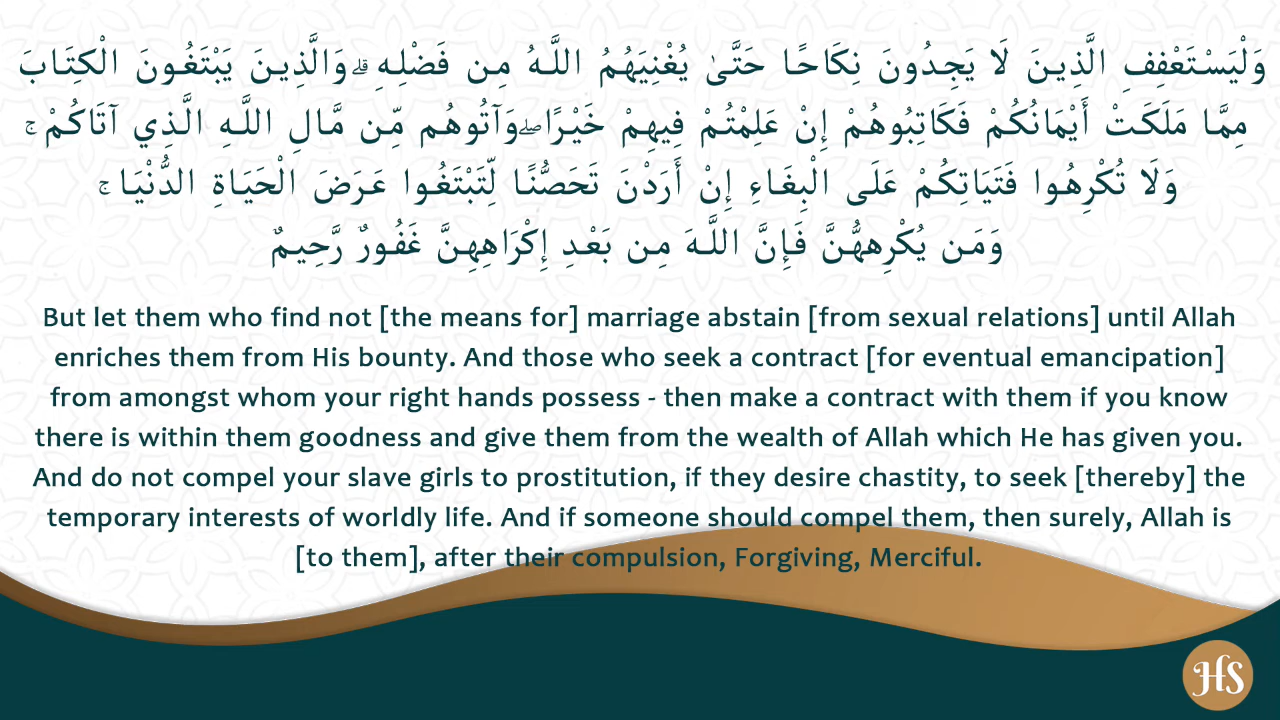 وَلْيَسْتَعْفِفِ الَّذِينَ لَا يَجِدُونَ نِكَاحًا حَتَّىٰ يُغْنِيَهُمُ اللَّهُ مِن فَضْلِهِ ۗ وَالَّذِينَ يَبْتَغُونَ الْكِتَابَ
مِمَّا مَلَكَتْ أَيْمَانُكُمْ فَكَاتِبُوهُمْ إِنْ عَلِمْتُمْ فِيهِمْ خَيْرًا ۖ وَآتُوهُم مِّن مَّالِ اللَّهِ الَّذِي آتَاكُمْ ۚ
وَلَا تُكْرِهُوا فَتَيَاتِكُمْ عَلَى الْبِغَاءِ إِنْ أَرَدْنَ تَحَصُّنًا لِّتَبْتَغُوا عَرَضَ الْحَيَاةِ الدُّنْيَا ۚ
وَمَن يُكْرِههُّنَّ فَإِنَّ اللَّهَ مِن بَعْدِ إِكْرَاهِهِنَّ غَفُورٌ رَّحِيمٌ
But let them who find not [the means for] marriage abstain [from sexual relations] until Allah
enriches them from His bounty. And those who seek a contract [for eventual emancipation]
from amongst whom your right hands possess - then make a contract with them if you know
there is within them goodness and give them from the wealth of Allah which He has given you.
And do not compel your slave girls to prostitution, if they desire chastity, to seek [thereby] the
temporary interests of worldly life. And if someone should compel them, then surely, Allah is
[to them], after their compulsion, Forgiving, Merciful.
HS